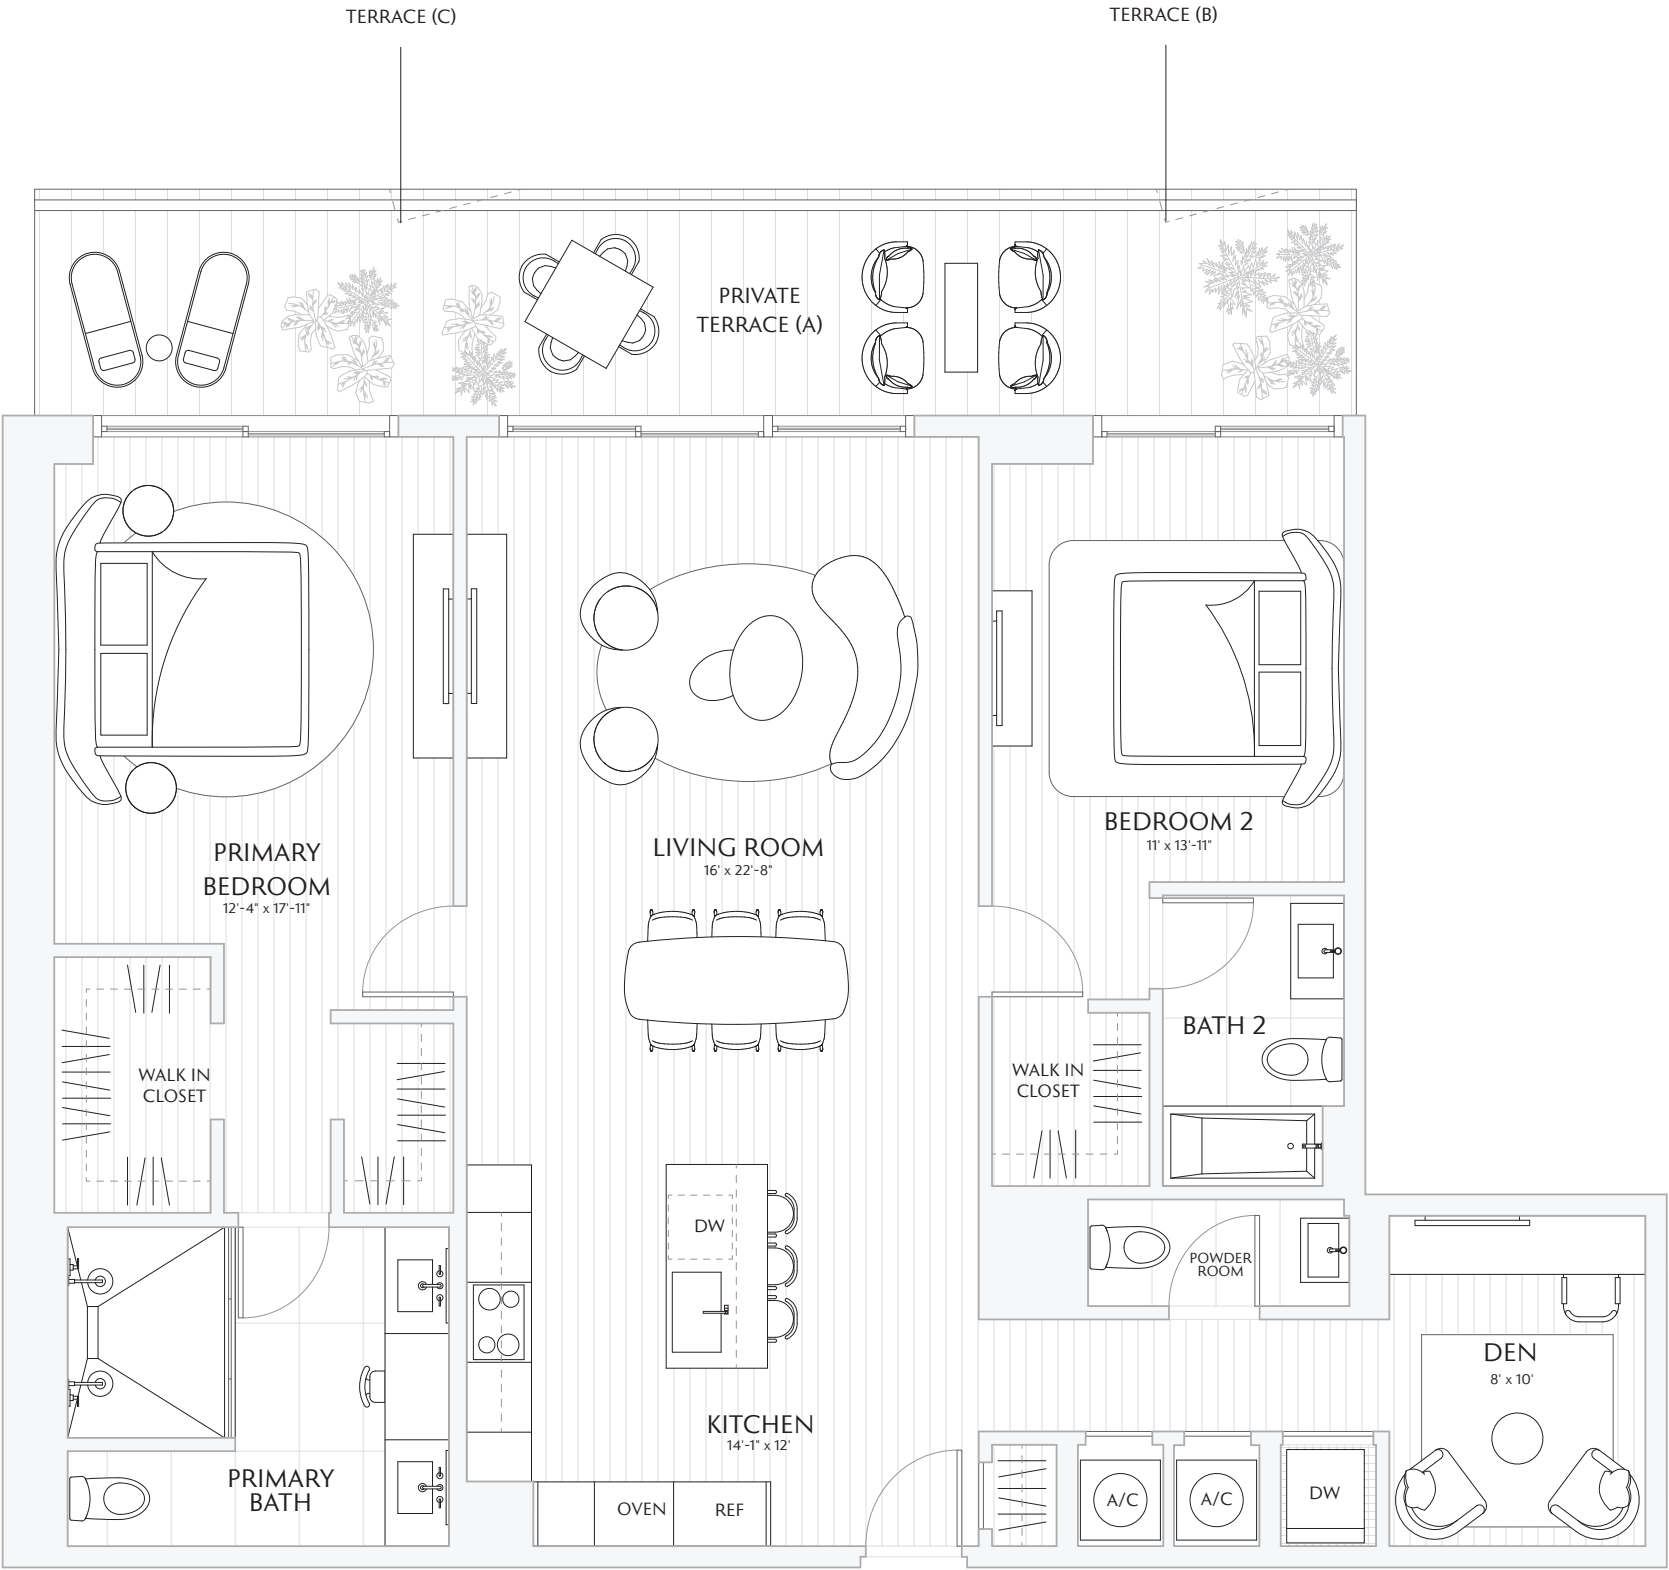 TERRACE (C)
TERRACE (B)
PRIVATE
TERRACE (A)
PRIMARY
BEDROOM
12'-4" x 17'-11"
LIVING ROOM
16' x 22'-8"
BEDROOM 2
11' x 13'-11"
BATH 2
WALK IN
CLOSET
WALK IN
CLOSET
DW
POWDER
ROOM
DEN
8' x 10'
KITCHEN
14'-1" x 12'
PRIMARY
BATH
OVEN
REF
A/C
A/C
DW